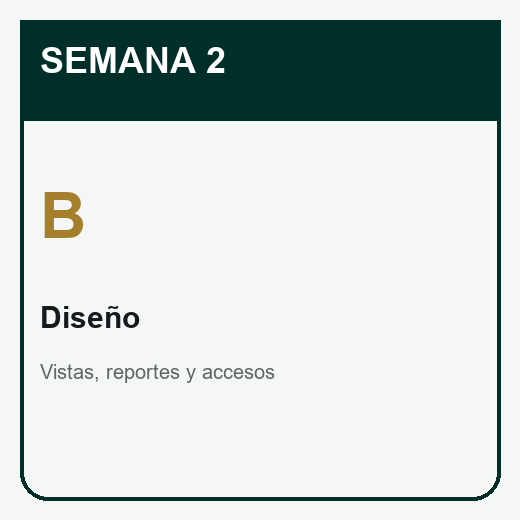 SEMANA 2
B
Diseño
Vistas, reportes y accesos